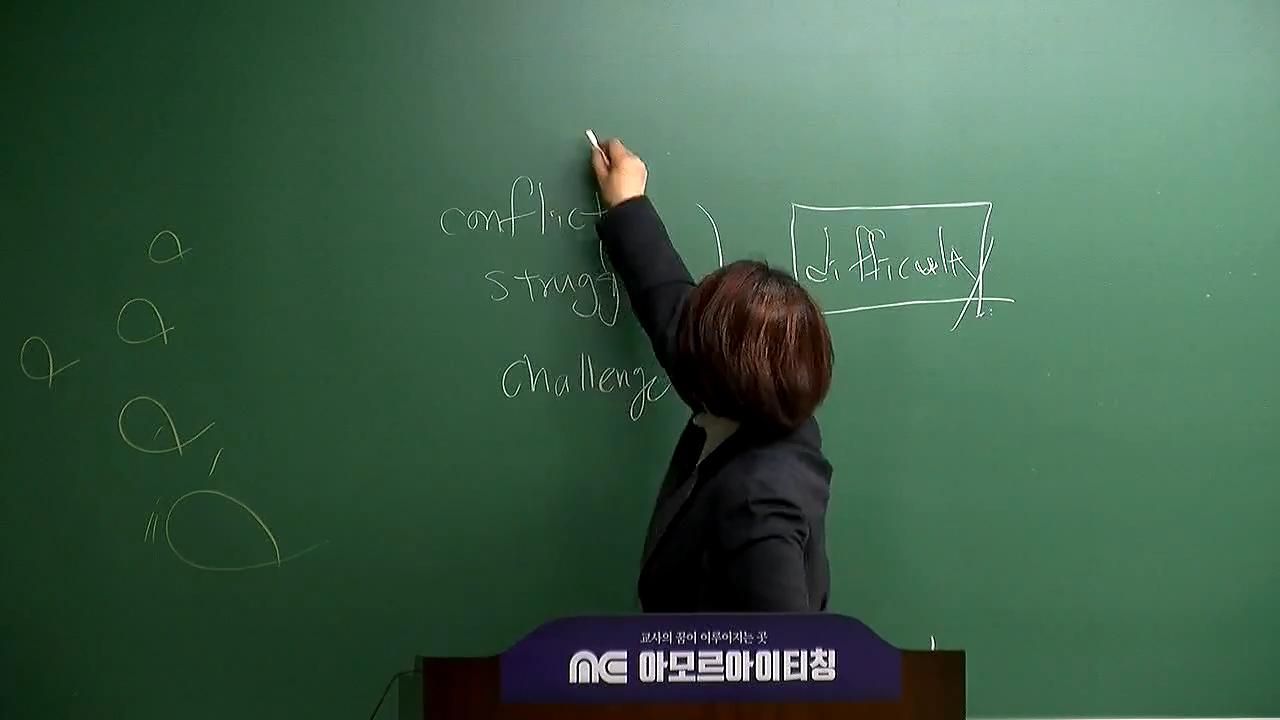 conflict
strugg
difficulty
challenge
교사의 꿈이 이루어지는 곳
아모르아이티칭